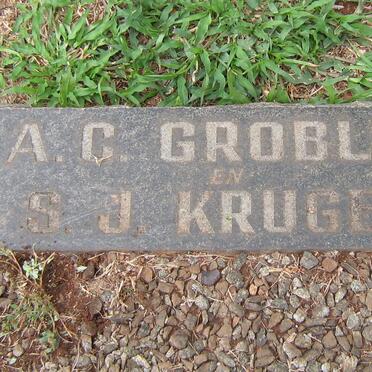 A. C. GROBL
EN
S. J. KRUGE